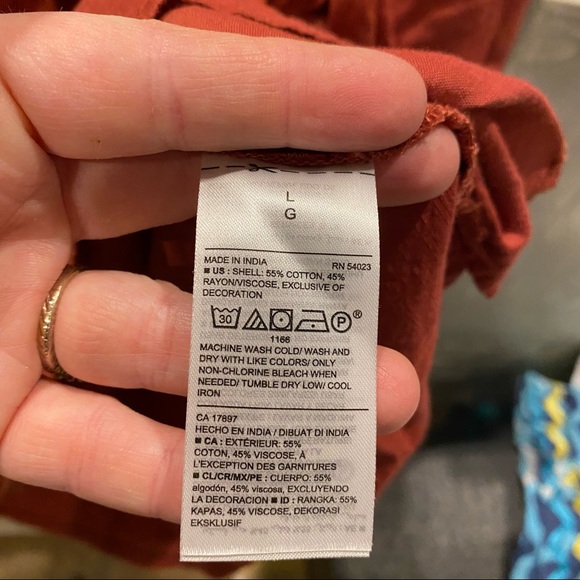 L
G
MADE IN INDIA RN 54023
■ US : SHELL: 55% COTTON, 45%
RAYON/VISCOSE, EXCLUSIVE OF
DECORATION
30 P®
1166
MACHINE WASH COLD/ WASH AND
DRY WITH LIKE COLORS/ ONLY
NON-CHLORINE BLEACH WHEN
NEEDED/ TUMBLE DRY LOW/ COOL
IRON
CA 17897
HECHO EN INDIA / DIBUAT DI INDIA
■ CA : EXTÉRIEUR: 55%
COTON, 45% VISCOSE, À
L'EXCEPTION DES GARNITURES
■ CL/CR/MX/PE : CUERPO: 55%
algodón, 45% viscosa, EXCLUYENDO
LA DECORACION ■ ID : RANGKA: 55%
KAPAS, 45% VISCOSE, DEKORASI
EKSKLUSIF